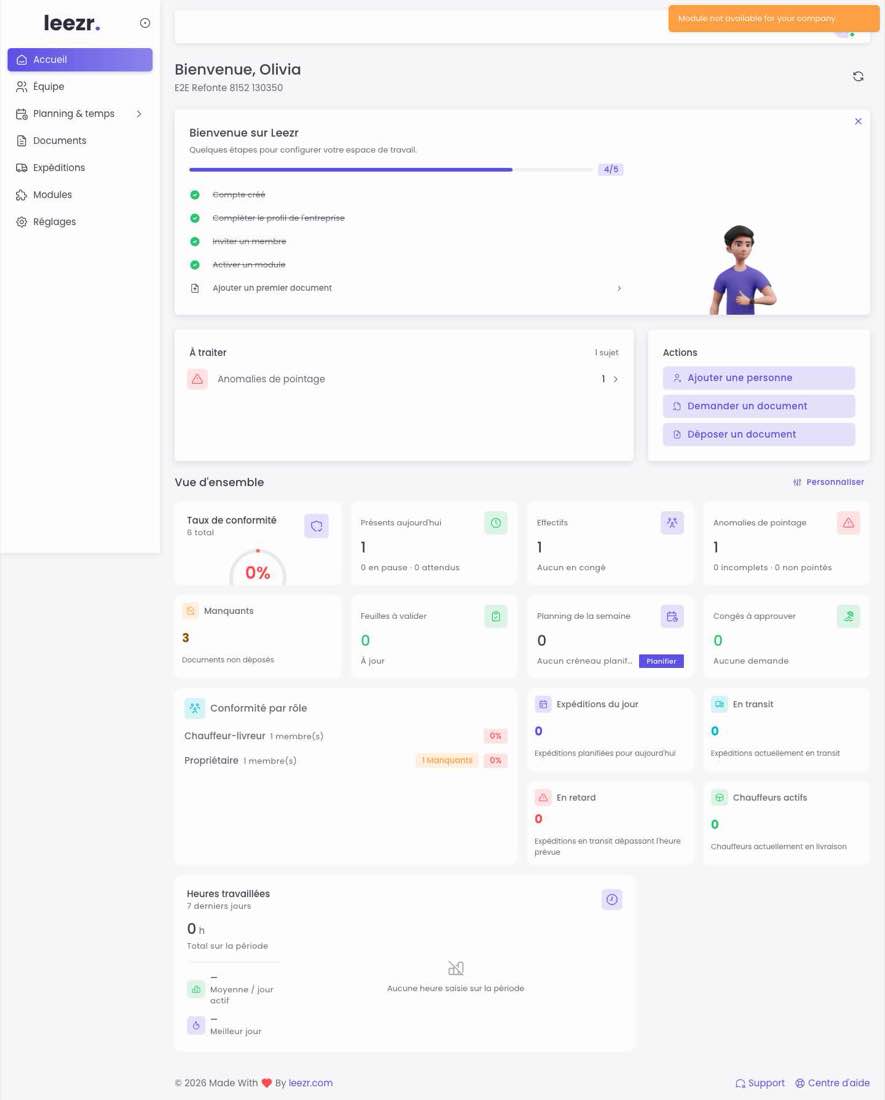 leezr.
Module not available for your company.
Accueil
Équipe
Planning & temps
Documents
Expéditions
Modules
Réglages
Bienvenue, Olivia
E2E Refonte 8152 130350
Bienvenue sur Leezr
Quelques étapes pour configurer votre espace de travail.
4/5
Compte créé
Compléter le profil de l'entreprise
Inviter un membre
Activer un module
Ajouter un premier document
À traiter
1 sujet
Anomalies de pointage
1
Actions
Ajouter une personne
Demander un document
Déposer un document
Vue d'ensemble
Personnaliser
Taux de conformité
6 total
0%
Présents aujourd'hui
1
0 en pause · 0 attendus
Effectifs
1
Aucun en congé
Anomalies de pointage
1
0 incomplets · 0 non pointés
Manquants
3
Documents non déposés
Feuilles à valider
0
À jour
Planning de la semaine
0
Aucun créneau planif... Planifier
Congés à approuver
0
Aucune demande
Conformité par rôle
Chauffeur-livreur 1 membre(s) 0%
Propriétaire 1 membre(s) 1 Manquants 0%
Expéditions du jour
0
Expéditions planifiées pour aujourd'hui
En transit
0
Expéditions actuellement en transit
En retard
0
Expéditions en transit dépassant l'heure
prévue
Chauffeurs actifs
0
Chauffeurs actuellement en livraison
Heures travaillées
7 derniers jours
0 h
Total sur la période
–
Moyenne / jour
actif
–
Meilleur jour
Aucune heure saisie sur la période
© 2026 Made With By leezr.com
Support
Centre d'aide